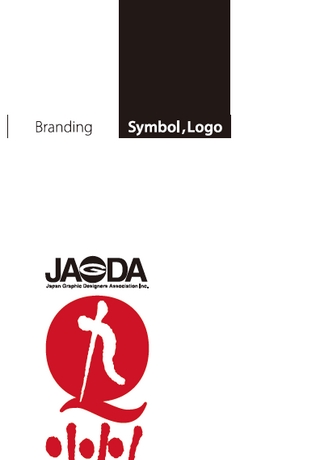 Branding
Symbol,Logo
JAGDA
Japan Graphic Designers Association Inc.